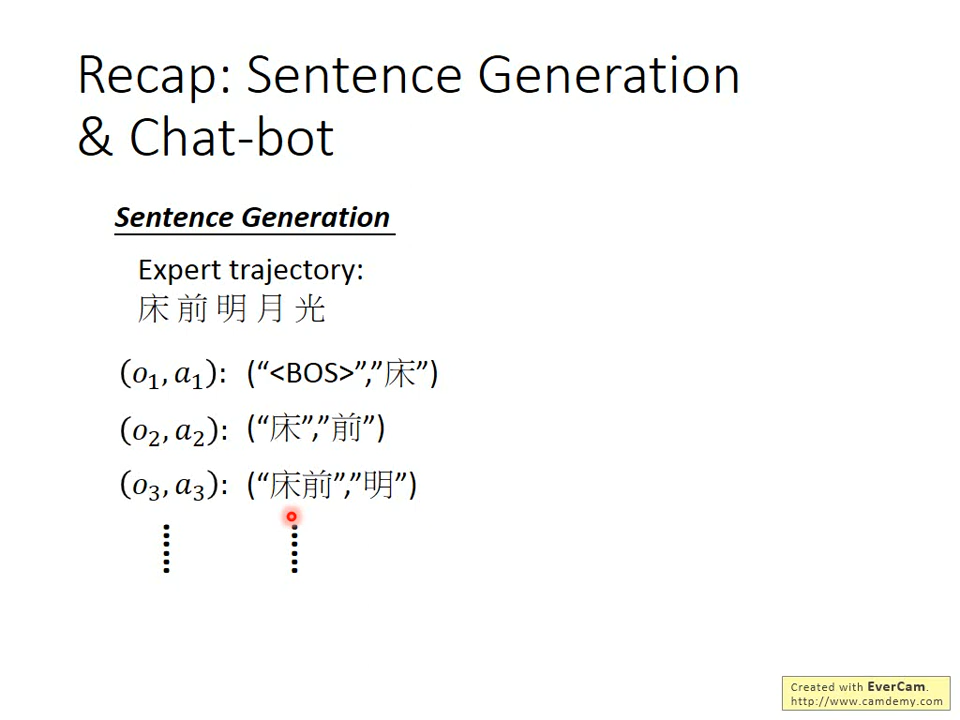 Recap: Sentence Generation
& Chat-bot
Sentence Generation
Expert trajectory:
床前明月光
(o₁, a₁): (“<BOS>”,”床”)
(o₂, a₂): (“床”,”前”)
(o₃, a₃): (“床前”,”明”)
Created with EverCam.
http://www.camdemy.com